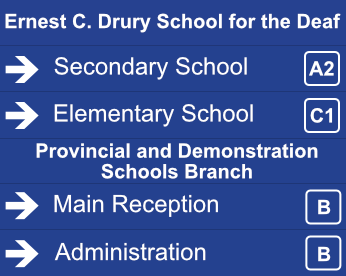 Ernest C. Drury School for the Deaf
Secondary School A2
Elementary School C1
Provincial and Demonstration
Schools Branch
Main Reception B
Administration B